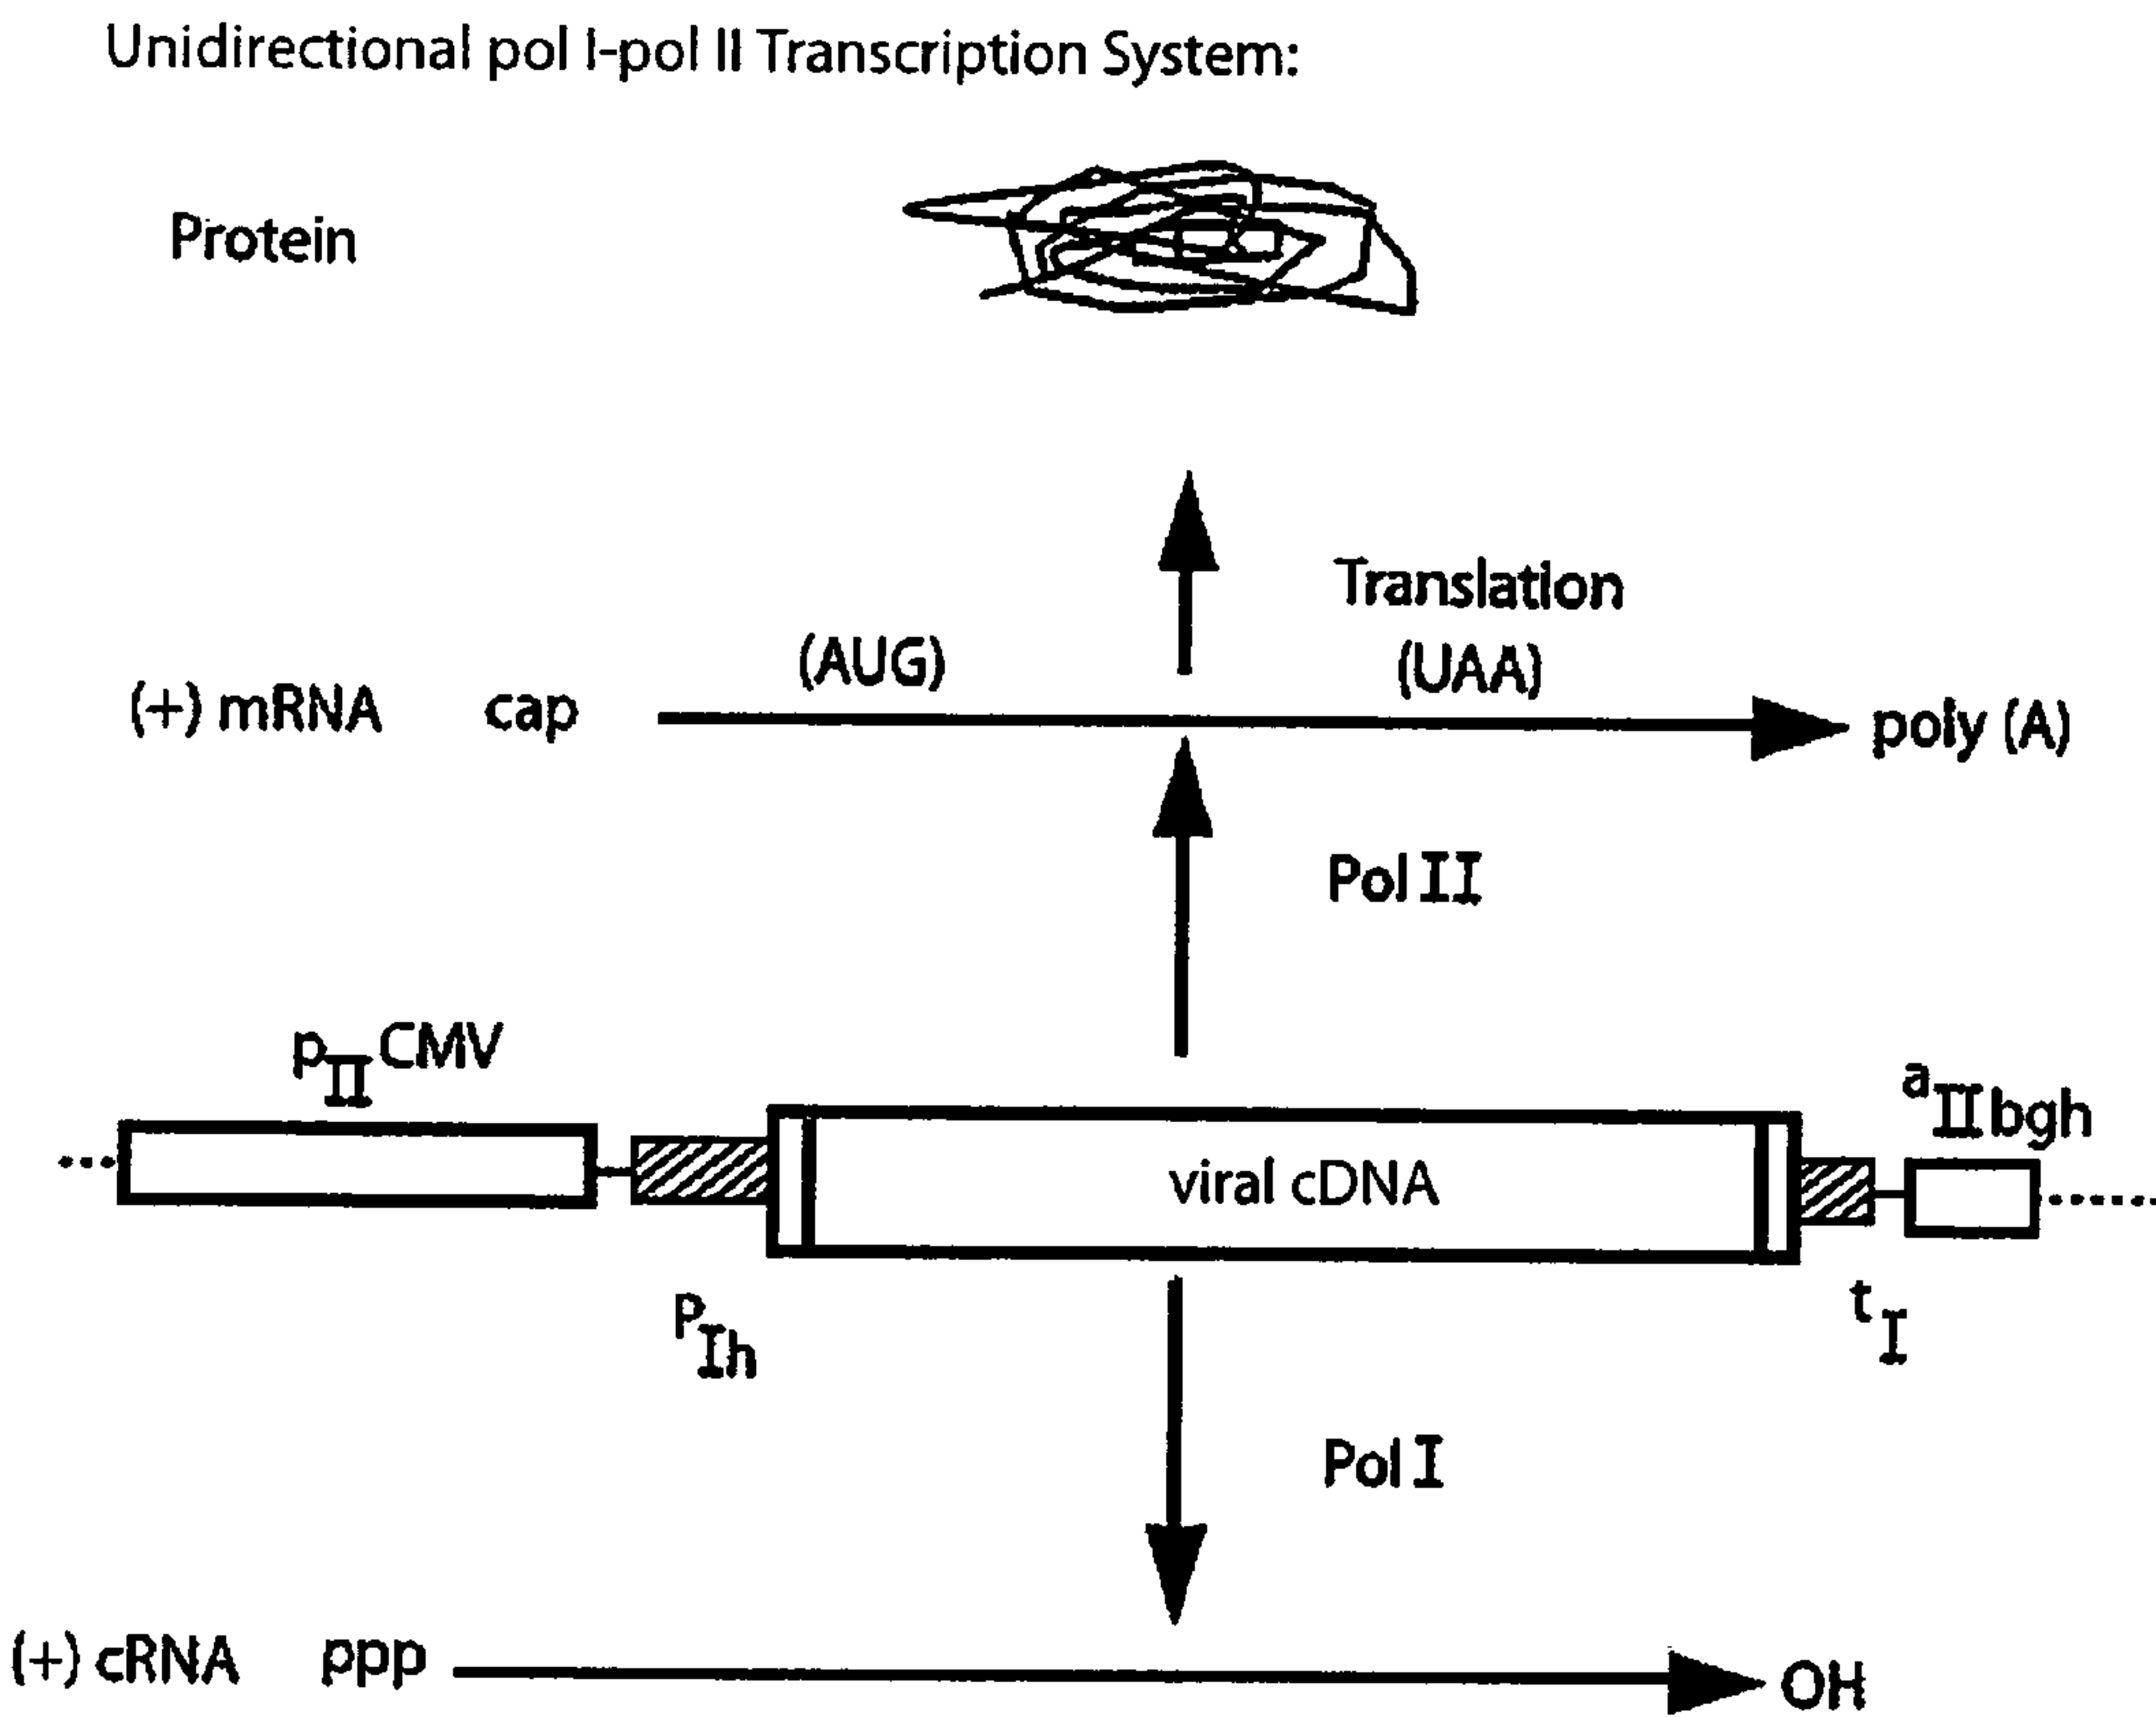 Unidirectional pol I-pol II Transcription System:
Protein
Translation
(AUG) (UAA)
(+) mRNA cap poly (A)
Pol II
pIICMV
aIIbgh
viral cDNA
PIh
tI
Pol I
(+) cRNA ppp OH